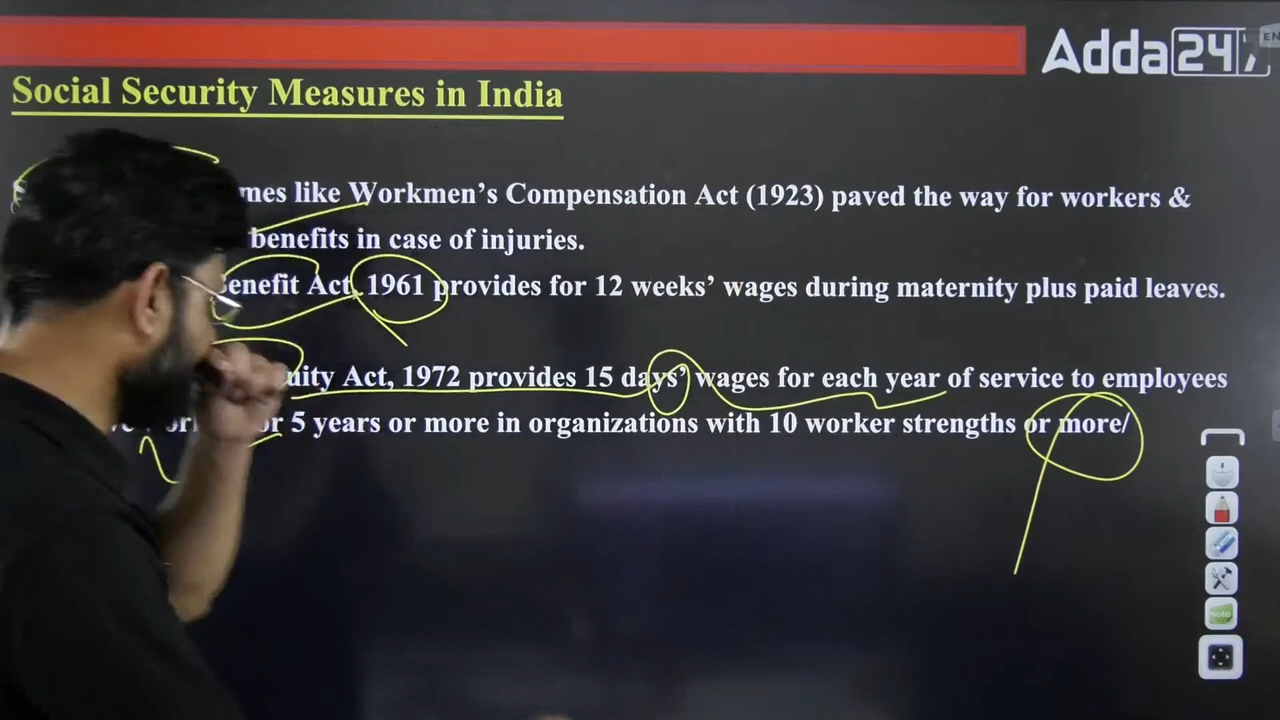 Adda247
EN
Social Security Measures in India
like Workmen's Compensation Act (1923) paved the way for workers &
benefits in case of injuries.
Benefit Act, 1961 provides for 12 weeks' wages during maternity plus paid leaves.
Act, 1972 provides 15 days' wages for each year of service to employees
5 years or more in organizations with 10 worker strengths or more/
Note